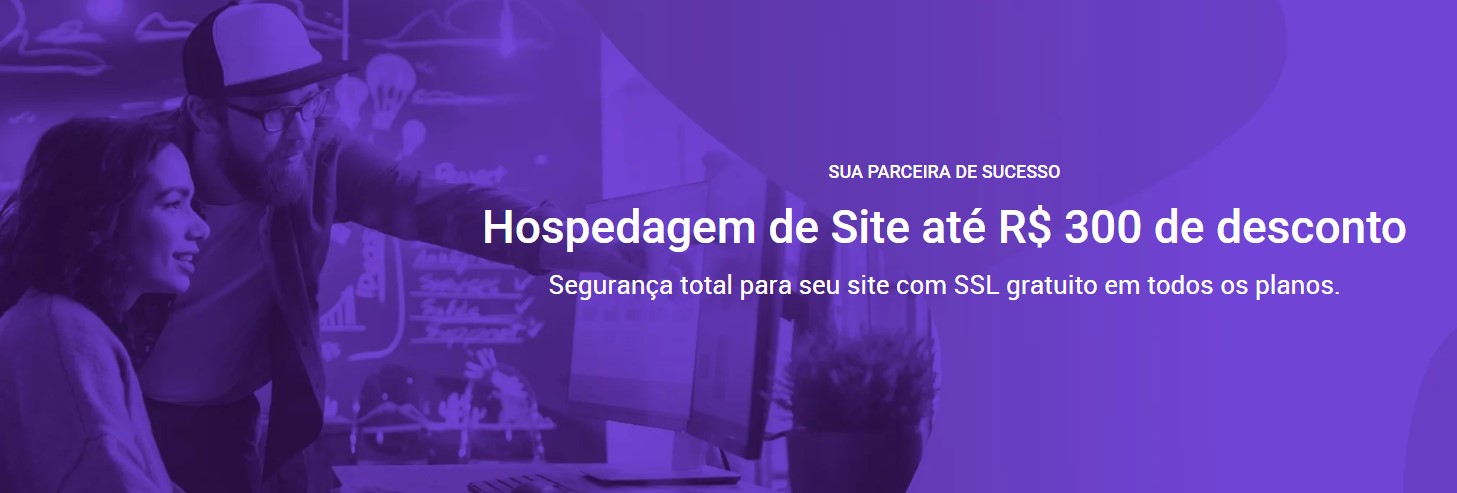 SUA PARCEIRA DE SUCESSO
Hospedagem de Site até R$ 300 de desconto
Segurança total para seu site com SSL gratuito em todos os planos.
Support